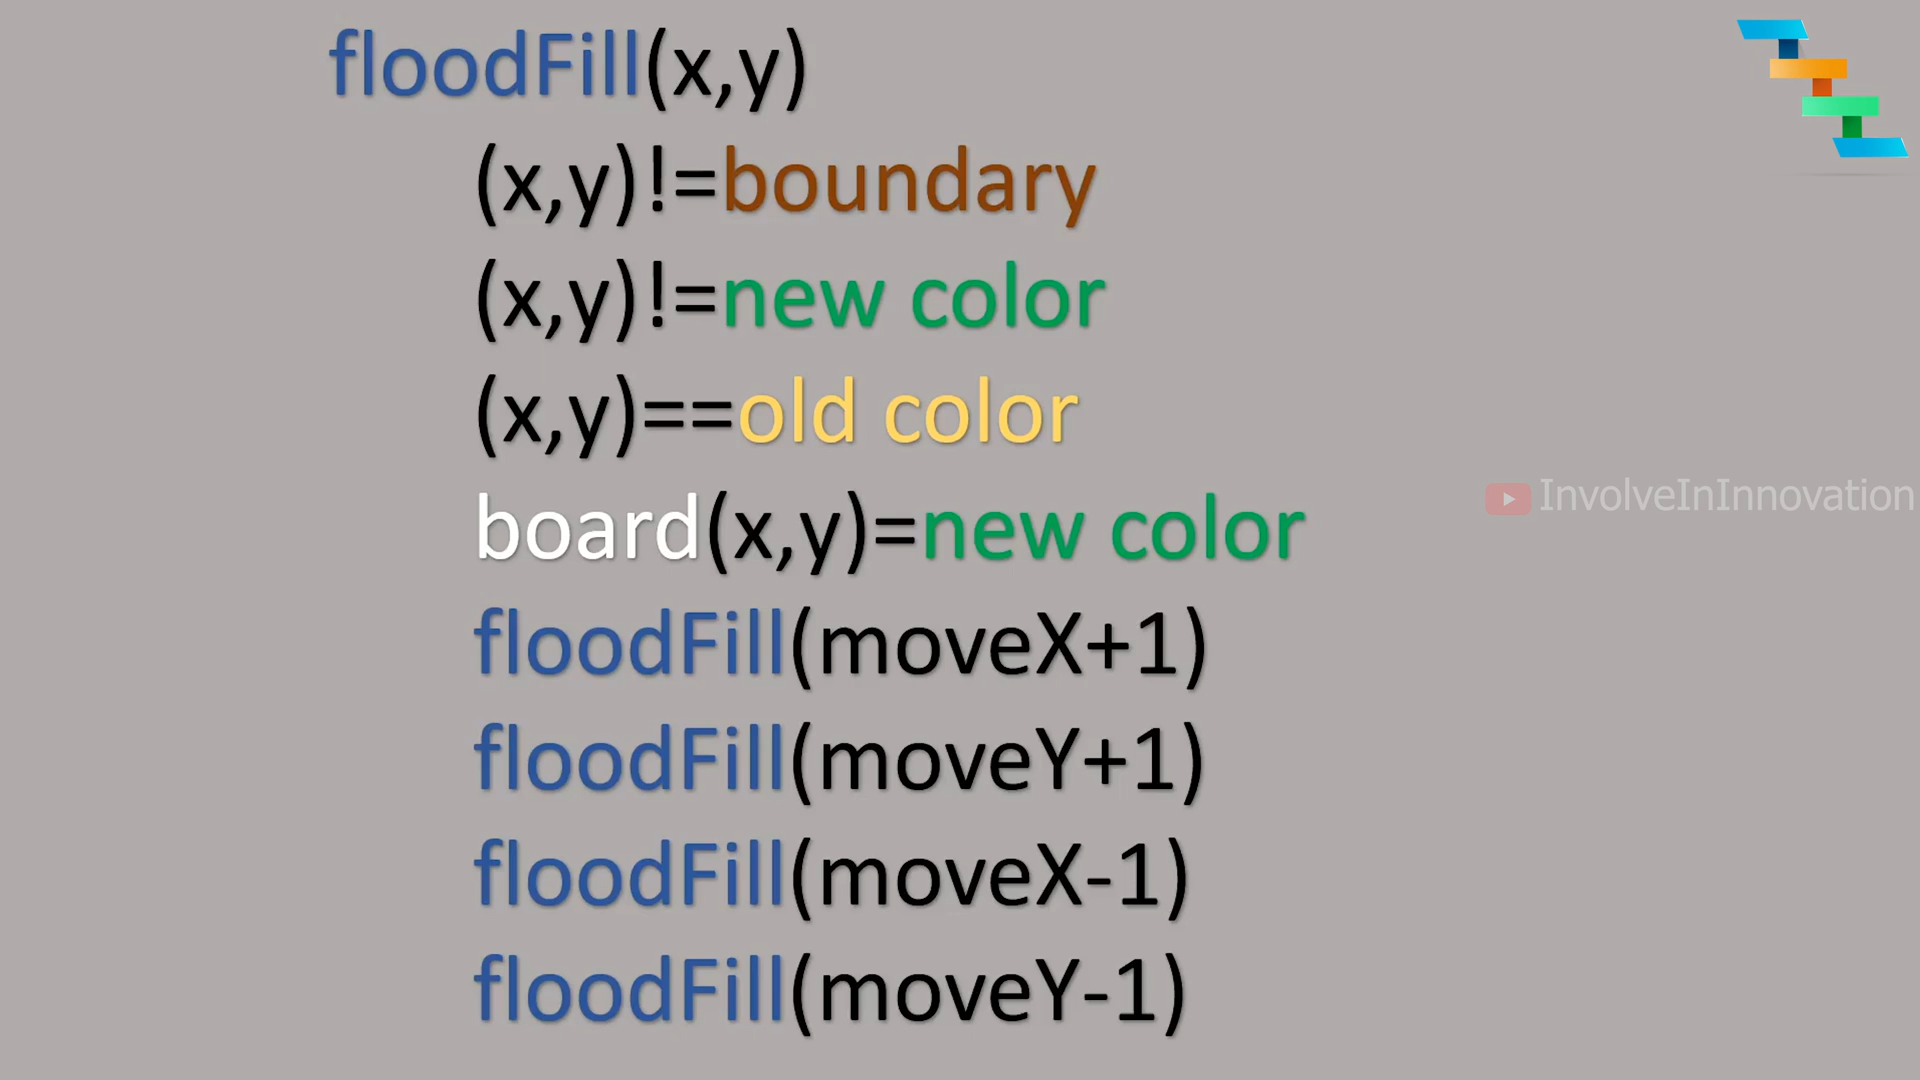 floodFill(x,y)
(x,y)!=boundary
(x,y)!=new color
(x,y)==old color
board(x,y)=new color
InvolveInInnovation
floodFill(moveX+1)
floodFill(moveY+1)
floodFill(moveX-1)
floodFill(moveY-1)